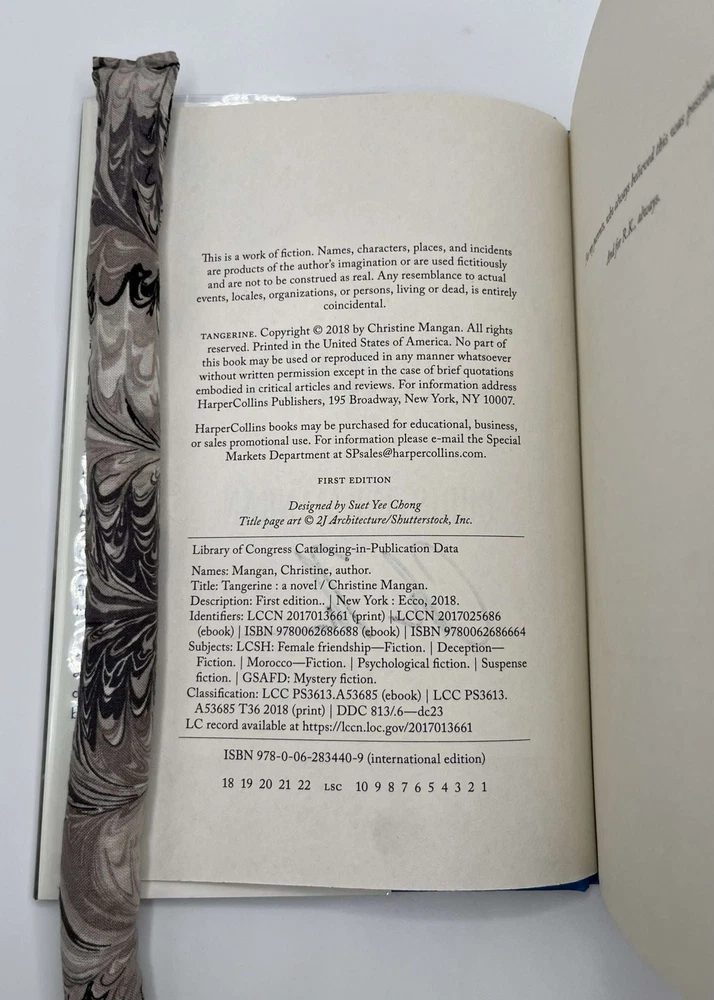 This is a work of fiction. Names, characters, places, and incidents
are products of the author's imagination or are used fictitiously
and are not to be construed as real. Any resemblance to actual
events, locales, organizations, or persons, living or dead, is entirely
coincidental.
TANGERINE. Copyright © 2018 by Christine Mangan. All rights
reserved. Printed in the United States of America. No part of
this book may be used or reproduced in any manner whatsoever
without written permission except in the case of brief quotations
embodied in critical articles and reviews. For information address
HarperCollins Publishers, 195 Broadway, New York, NY 10007.
HarperCollins books may be purchased for educational, business,
or sales promotional use. For information please e-mail the Special
Markets Department at SPsales@harpercollins.com.
FIRST EDITION
Designed by Suet Yee Chong
Title page art © 2J Architecture/Shutterstock, Inc.
Library of Congress Cataloging-in-Publication Data
Names: Mangan, Christine, author.
Title: Tangerine : a novel / Christine Mangan.
Description: First edition.. | New York : Ecco, 2018.
Identifiers: LCCN 2017013661 (print) | LCCN 2017025686
(ebook) | ISBN 9780062686688 (ebook) | ISBN 9780062686664
Subjects: LCSH: Female friendship—Fiction. | Deception—
Fiction. | Morocco—Fiction. | Psychological fiction. | Suspense
fiction. | GSAFD: Mystery fiction.
Classification: LCC PS3613.A53685 (ebook) | LCC PS3613.
A53685 T36 2018 (print) | DDC 813/.6—dc23
LC record available at https://lccn.loc.gov/2017013661
ISBN 978-0-06-283440-9 (international edition)
18 19 20 21 22 LSC 10 9 8 7 6 5 4 3 2 1
who always believed this was
And for R.K., always.